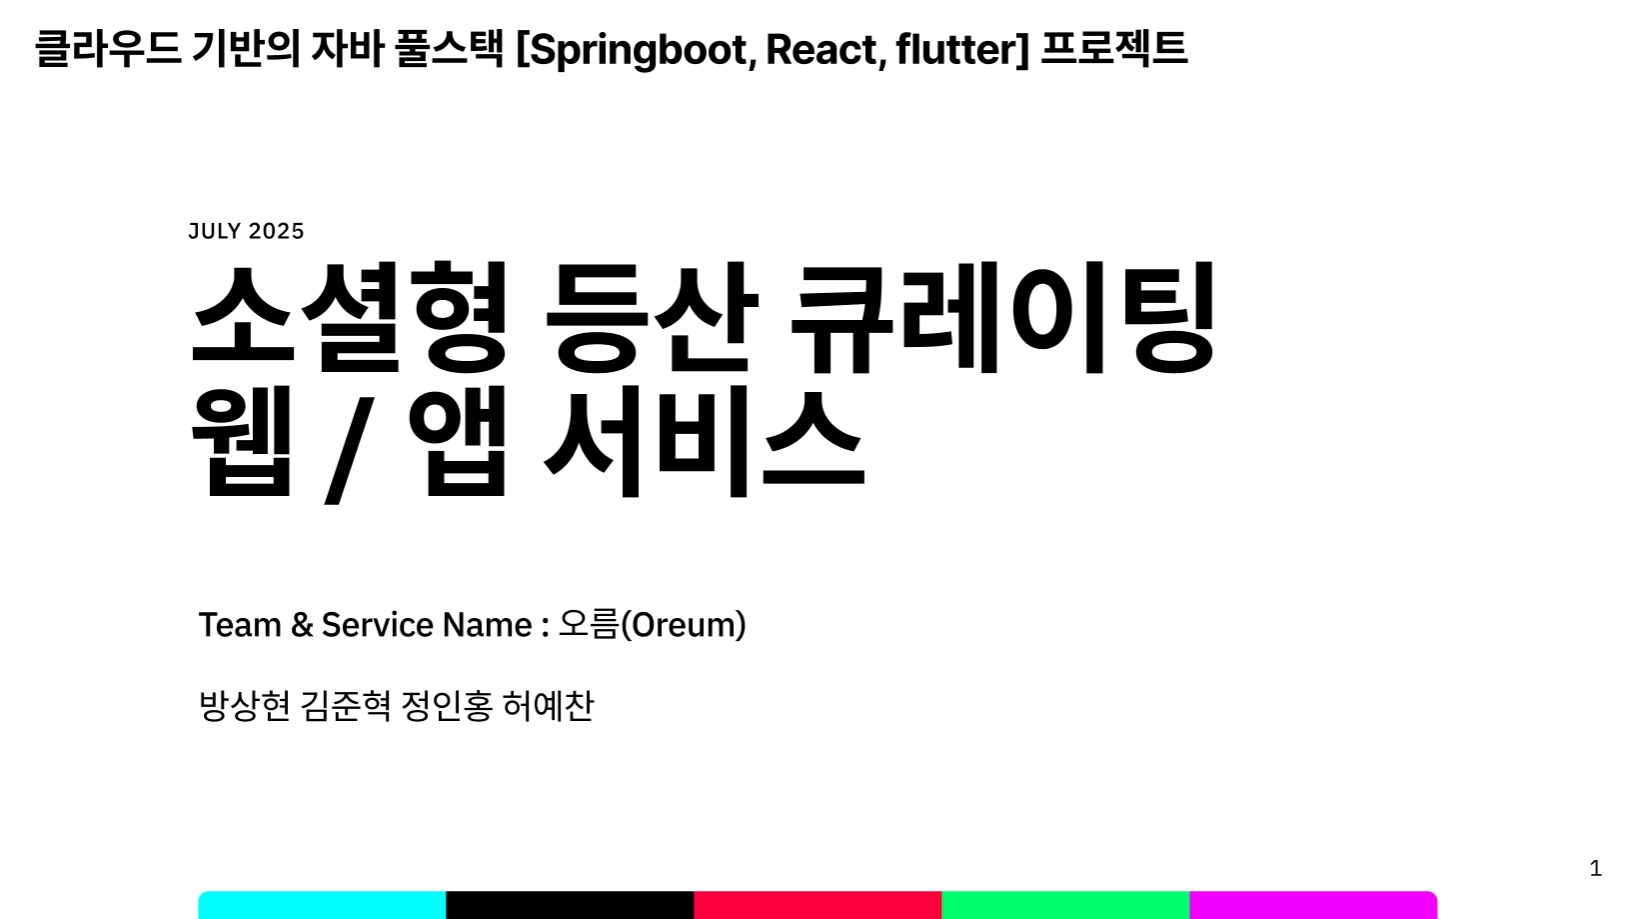 클라우드 기반의 자바 풀스택 [Springboot, React, flutter] 프로젝트
JULY 2025
소셜형 등산 큐레이팅
웹 / 앱 서비스
Team & Service Name : 오름(Oreum)
방상현 김준혁 정인홍 허예찬
1